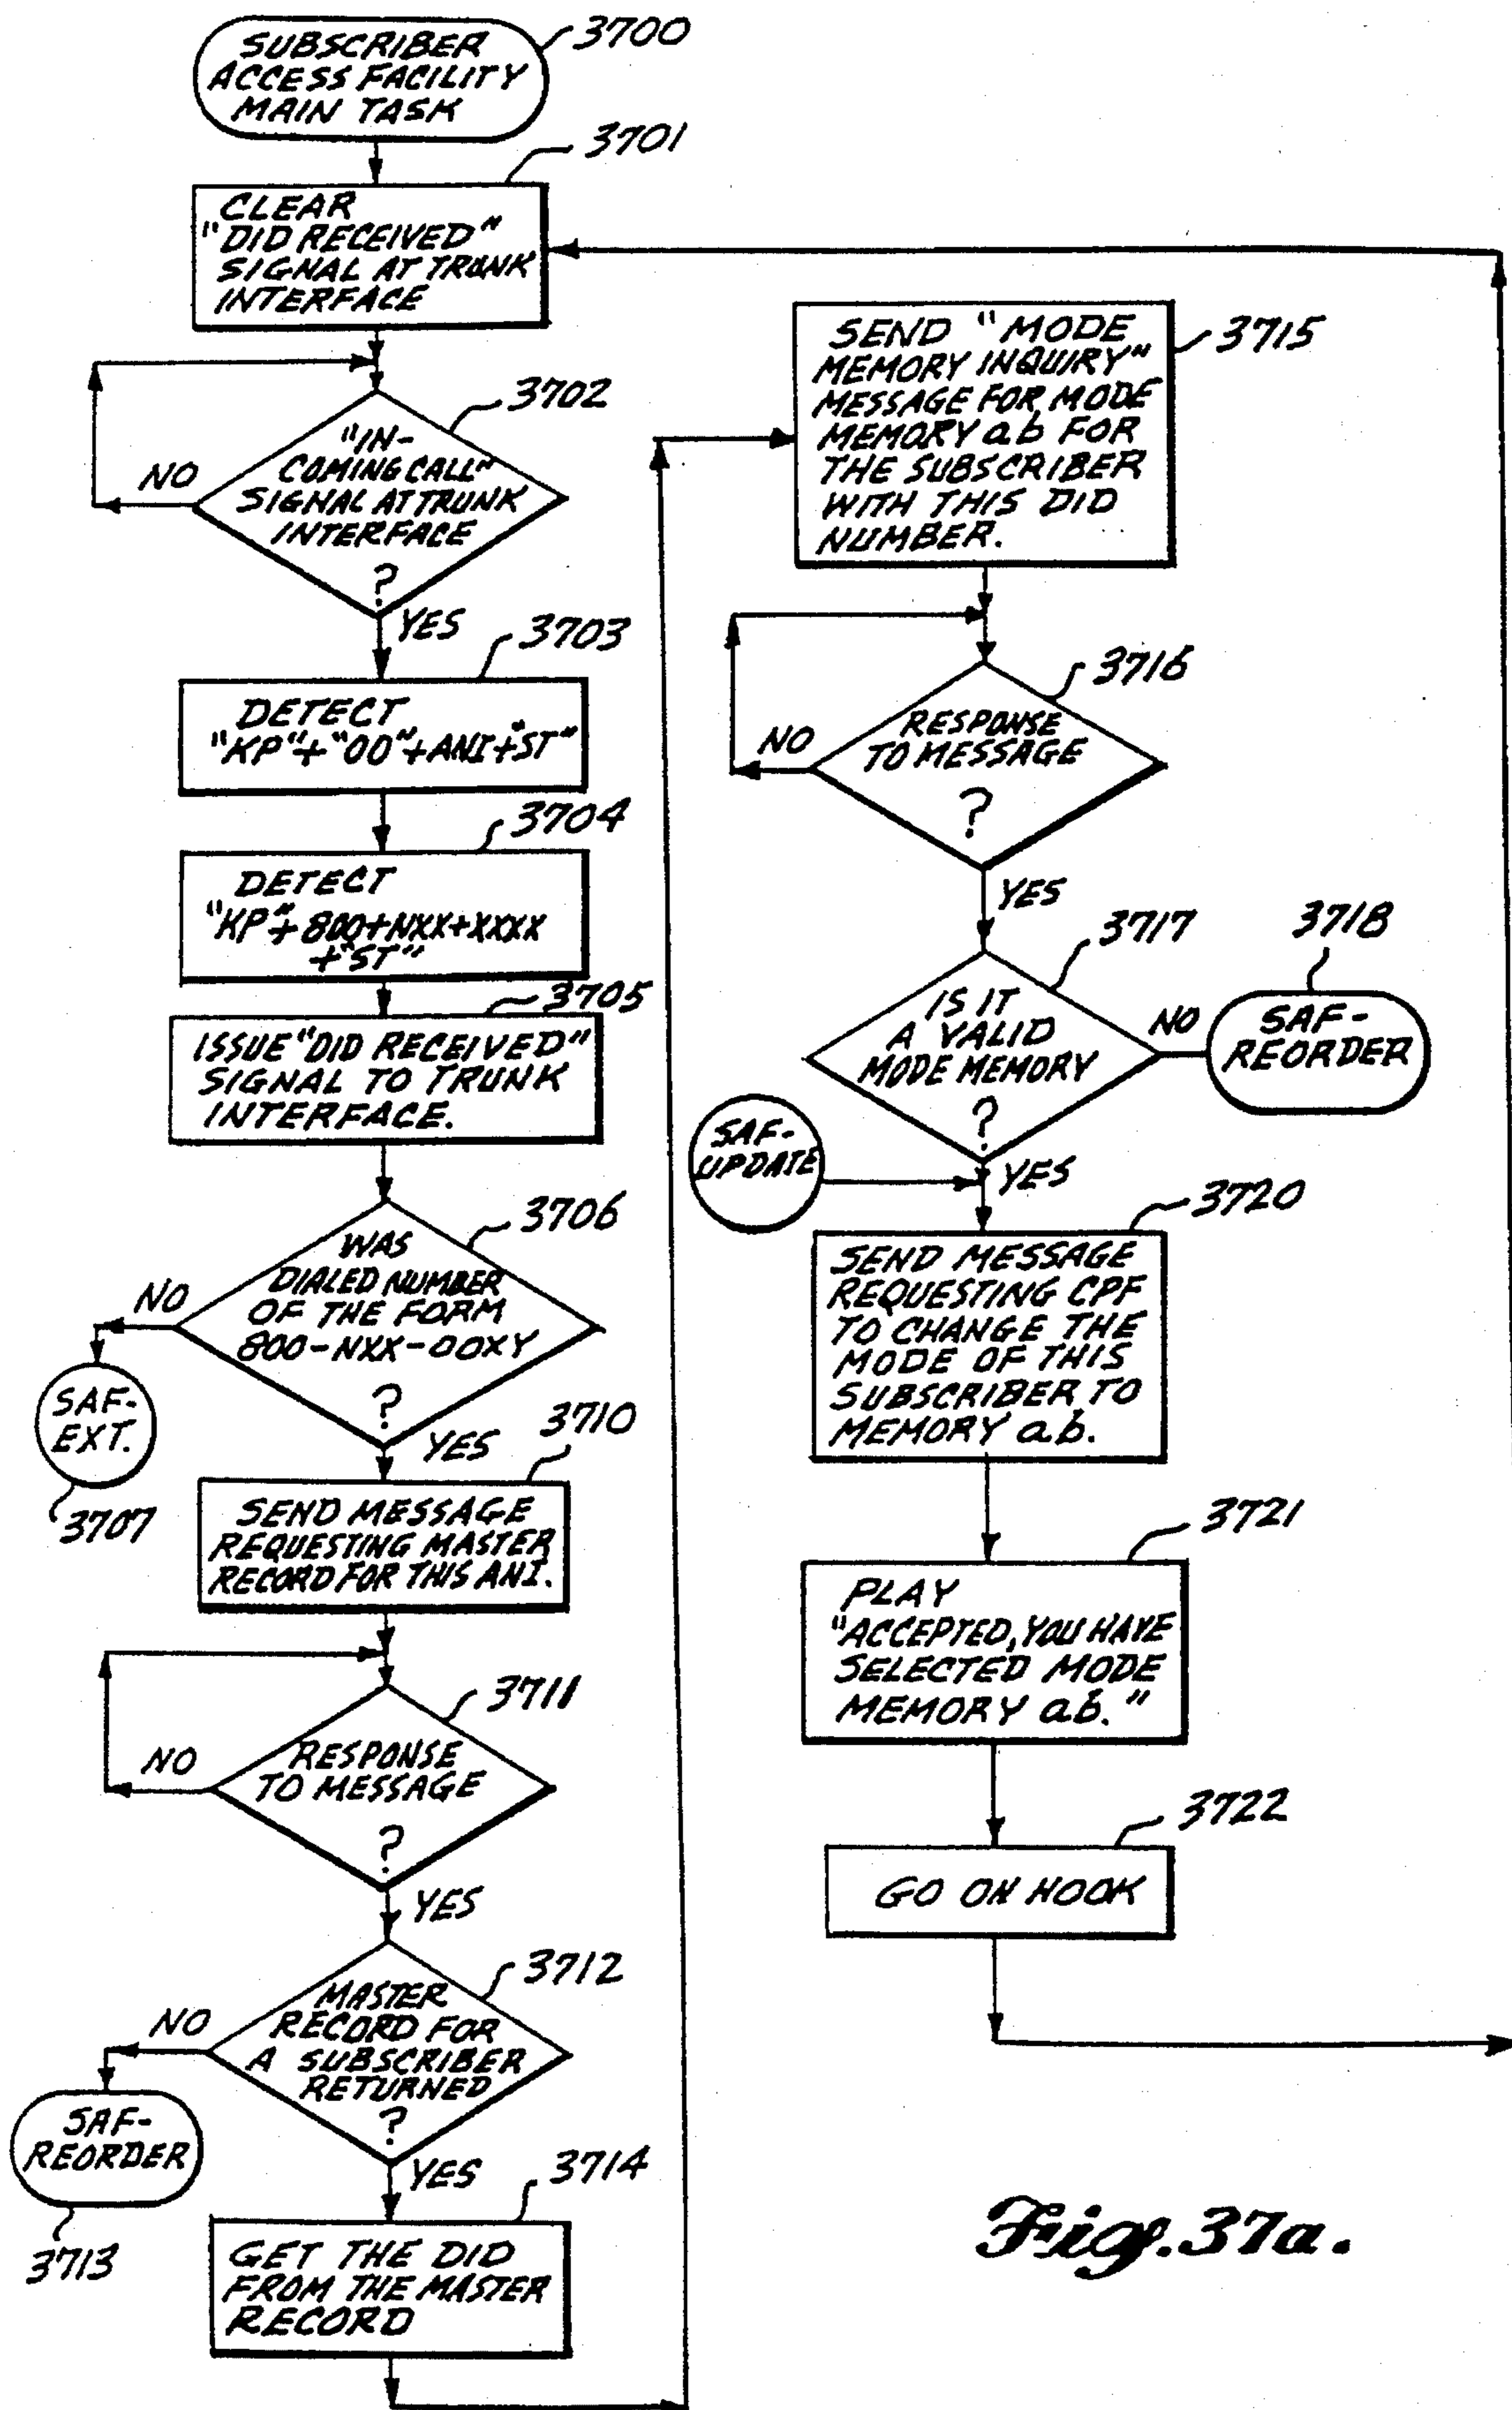 SUBSCRIBER
ACCESS FACILITY
MAIN TASK
3700
3701
CLEAR
"DID RECEIVED"
SIGNAL AT TRUNK
INTERFACE
3702
"IN-
COMING CALL"
SIGNAL AT TRUNK
INTERFACE
?
NO
YES
3703
DETECT
"KP"+"00"+ANI+"ST"
3704
DETECT
"KP"+800+NXX+XXXX
+"ST"
3705
ISSUE "DID RECEIVED"
SIGNAL TO TRUNK
INTERFACE.
3706
WAS
DIALED NUMBER
OF THE FORM
800-NXX-00XY
?
NO
SAF-
EXT.
3707
YES
3710
SEND MESSAGE
REQUESTING MASTER
RECORD FOR THIS ANI.
3711
RESPONSE
TO MESSAGE
?
NO
YES
3712
MASTER
RECORD FOR
A SUBSCRIBER
RETURNED
?
NO
SAF-
REORDER
3713
YES
3714
GET THE DID
FROM THE MASTER
RECORD
3715
SEND "MODE
MEMORY INQUIRY"
MESSAGE FOR MODE
MEMORY ab FOR
THE SUBSCRIBER
WITH THIS DID
NUMBER.
3716
RESPONSE
TO MESSAGE
?
NO
YES
3717
IS IT
A VALID
MODE MEMORY
?
NO
3718
SAF-
REORDER
SAF-
UPDATE
YES
3720
SEND MESSAGE
REQUESTING CPF
TO CHANGE THE
MODE OF THIS
SUBSCRIBER TO
MEMORY ab.
3721
PLAY
"ACCEPTED, YOU HAVE
SELECTED MODE
MEMORY ab."
3722
GO ON HOOK
Fig. 37a.